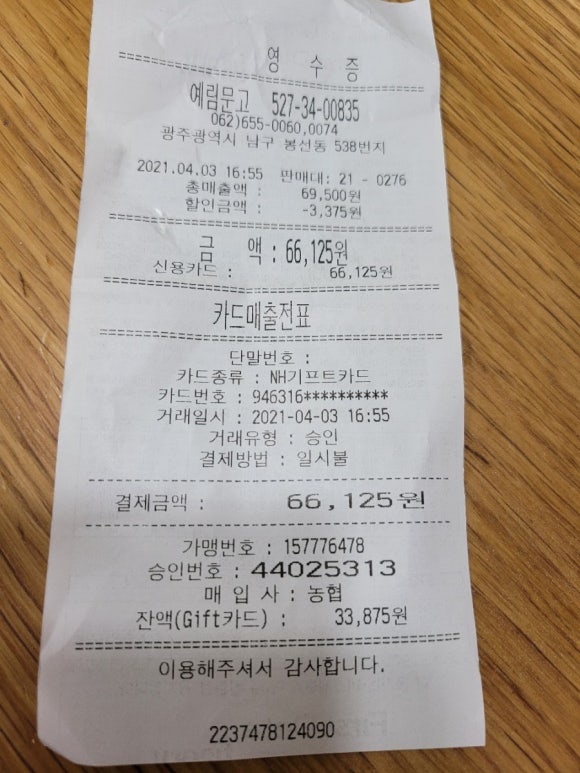 영 수 증
예림문고 527-34-00835
062)655-0060,0074
광주광역시 남구 봉선동 538번지
2021.04.03 16:55 판매대: 21 - 0276
총매출액 : 69,500원
할인금액 : -3,375원
금 액 : 66,125원
신용카드 : 66,125원
카드매출전표
단말번호 :
카드종류 : NH기프트카드
카드번호 : 946316**********
거래일시 : 2021-04-03 16:55
거래유형 : 승인
결제방법 : 일시불
결제금액 : 66,125원
가맹번호 : 157776478
승인번호 : 44025313
매 입 사 : 농협
잔액(Gift카드) : 33,875원
이용해주셔서 감사합니다.
2237478124090